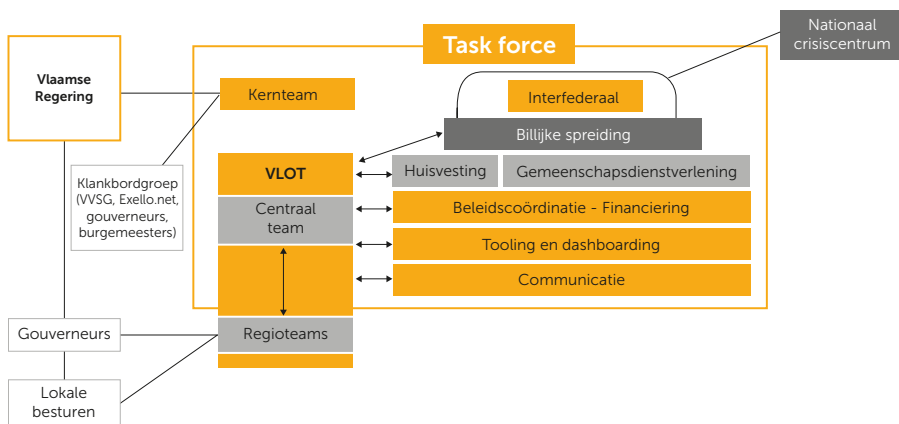 Nationaal
crisiscentrum
Task force
Vlaamse
Regering
Kernteam
Interfederaal
Billijke spreiding
VLOT
Huisvesting
Gemeenschapsdienstverlening
Klankbordgroep
(VVSG, Exello.net,
gouverneurs,
burgemeesters)
Centraal
team
Beleidscoördinatie - Financiering
Tooling en dashboarding
Communicatie
Gouverneurs
Regioteams
Lokale
besturen